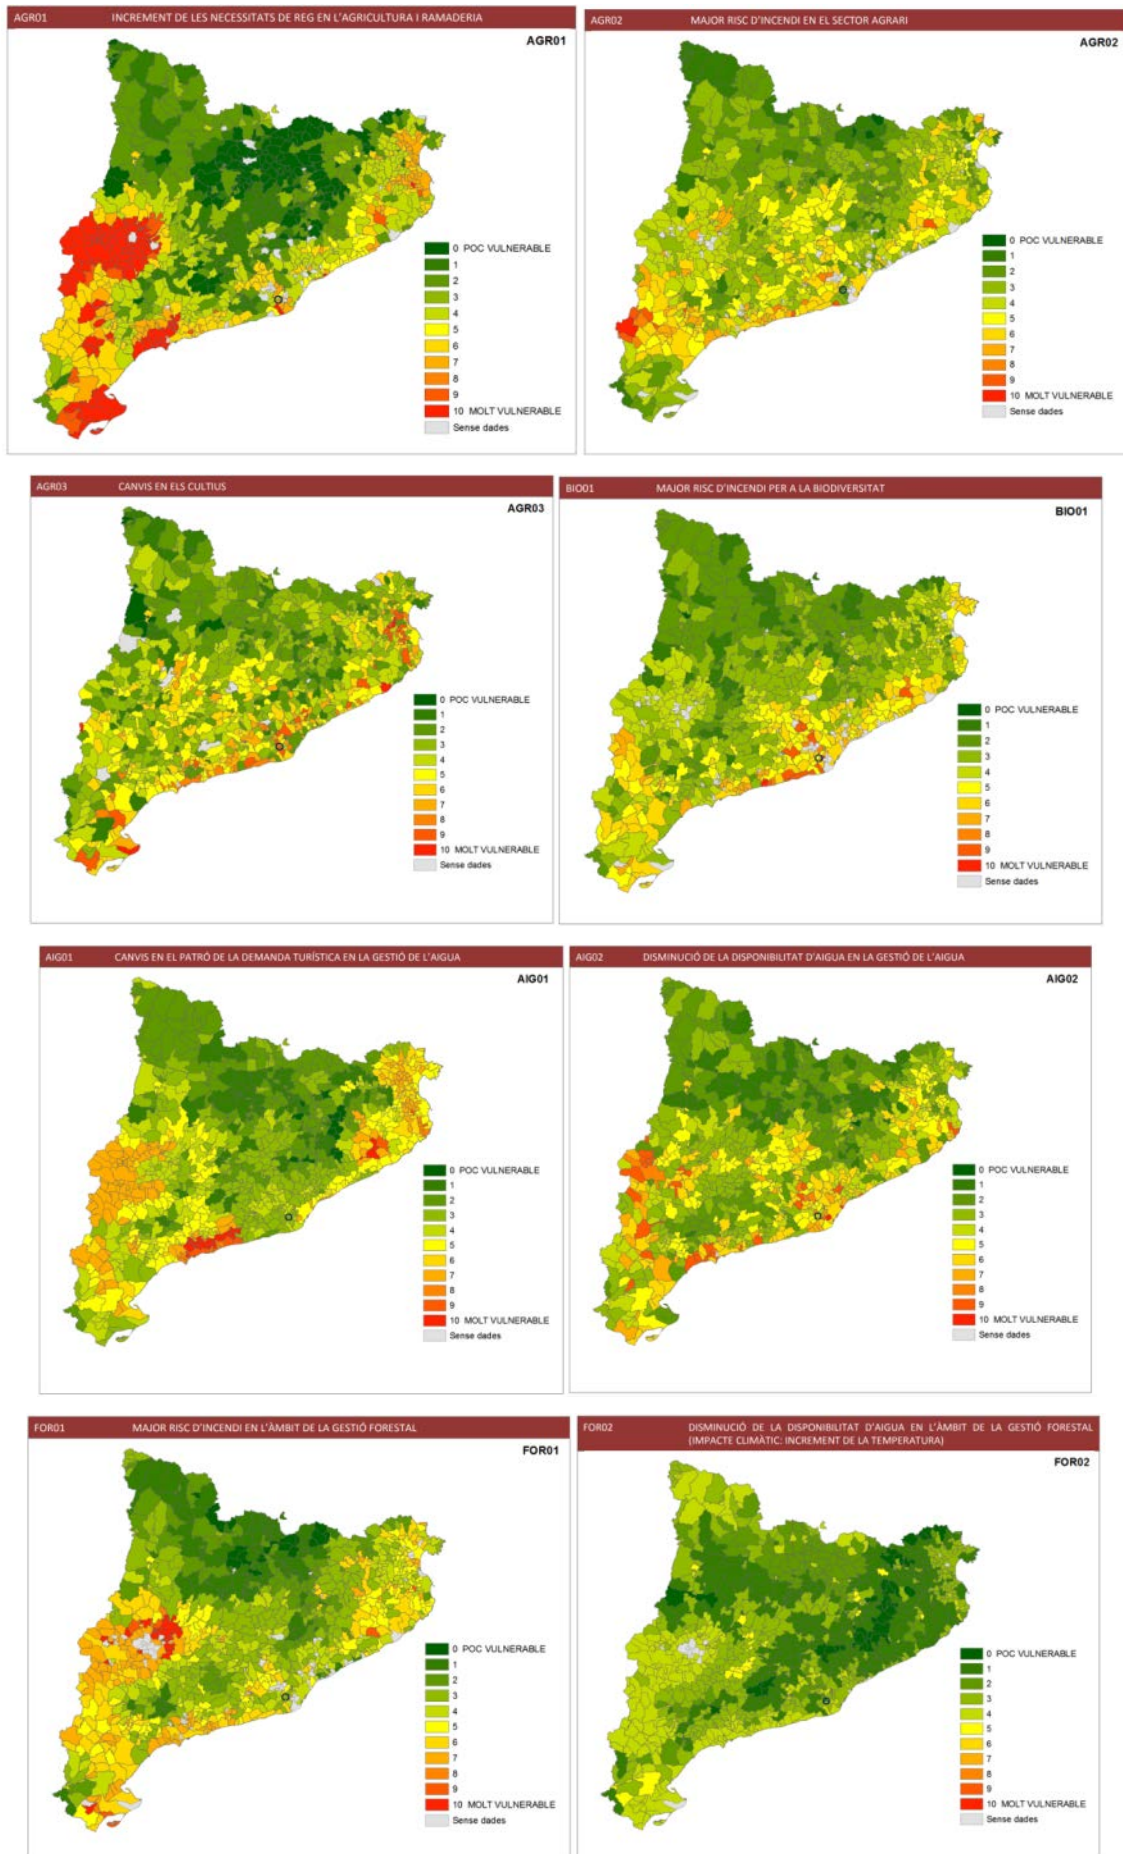 AGR01 INCREMENT DE LES NECESSITATS DE REG EN L'AGRICULTURA I RAMADERIA
AGR01
0 POC VULNERABLE
1
2
3
4
5
6
7
8
9
10 MOLT VULNERABLE
Sense dades
AGR02 MAJOR RISC D'INCENDI EN EL SECTOR AGRARI
AGR02
0 POC VULNERABLE
1
2
3
4
5
6
7
8
9
10 MOLT VULNERABLE
Sense dades
AGR03 CANVIS EN ELS CULTIUS
AGR03
0 POC VULNERABLE
1
2
3
4
5
6
7
8
9
10 MOLT VULNERABLE
Sense dades
BIO01 MAJOR RISC D'INCENDI PER A LA BIODIVERSITAT
BIO01
0 POC VULNERABLE
1
2
3
4
5
6
7
8
9
10 MOLT VULNERABLE
Sense dades
AIG01 CANVIS EN EL PATRÓ DE LA DEMANDA TURÍSTICA EN LA GESTIÓ DE L'AIGUA
AIG01
0 POC VULNERABLE
1
2
3
4
5
6
7
8
9
10 MOLT VULNERABLE
Sense dades
AIG02 DISMINUCIÓ DE LA DISPONIBILITAT D'AIGUA EN LA GESTIÓ DE L'AIGUA
AIG02
0 POC VULNERABLE
1
2
3
4
5
6
7
8
9
10 MOLT VULNERABLE
Sense dades
FOR01 MAJOR RISC D'INCENDI EN L'ÀMBIT DE LA GESTIÓ FORESTAL
FOR01
0 POC VULNERABLE
1
2
3
4
5
6
7
8
9
10 MOLT VULNERABLE
Sense dades
FOR02 DISMINUCIÓ DE LA DISPONIBILITAT D'AIGUA EN L'ÀMBIT DE LA GESTIÓ FORESTAL
(IMPACTE CLIMÀTIC: INCREMENT DE LA TEMPERATURA)
FOR02
0 POC VULNERABLE
1
2
3
4
5
6
7
8
9
10 MOLT VULNERABLE
Sense dades